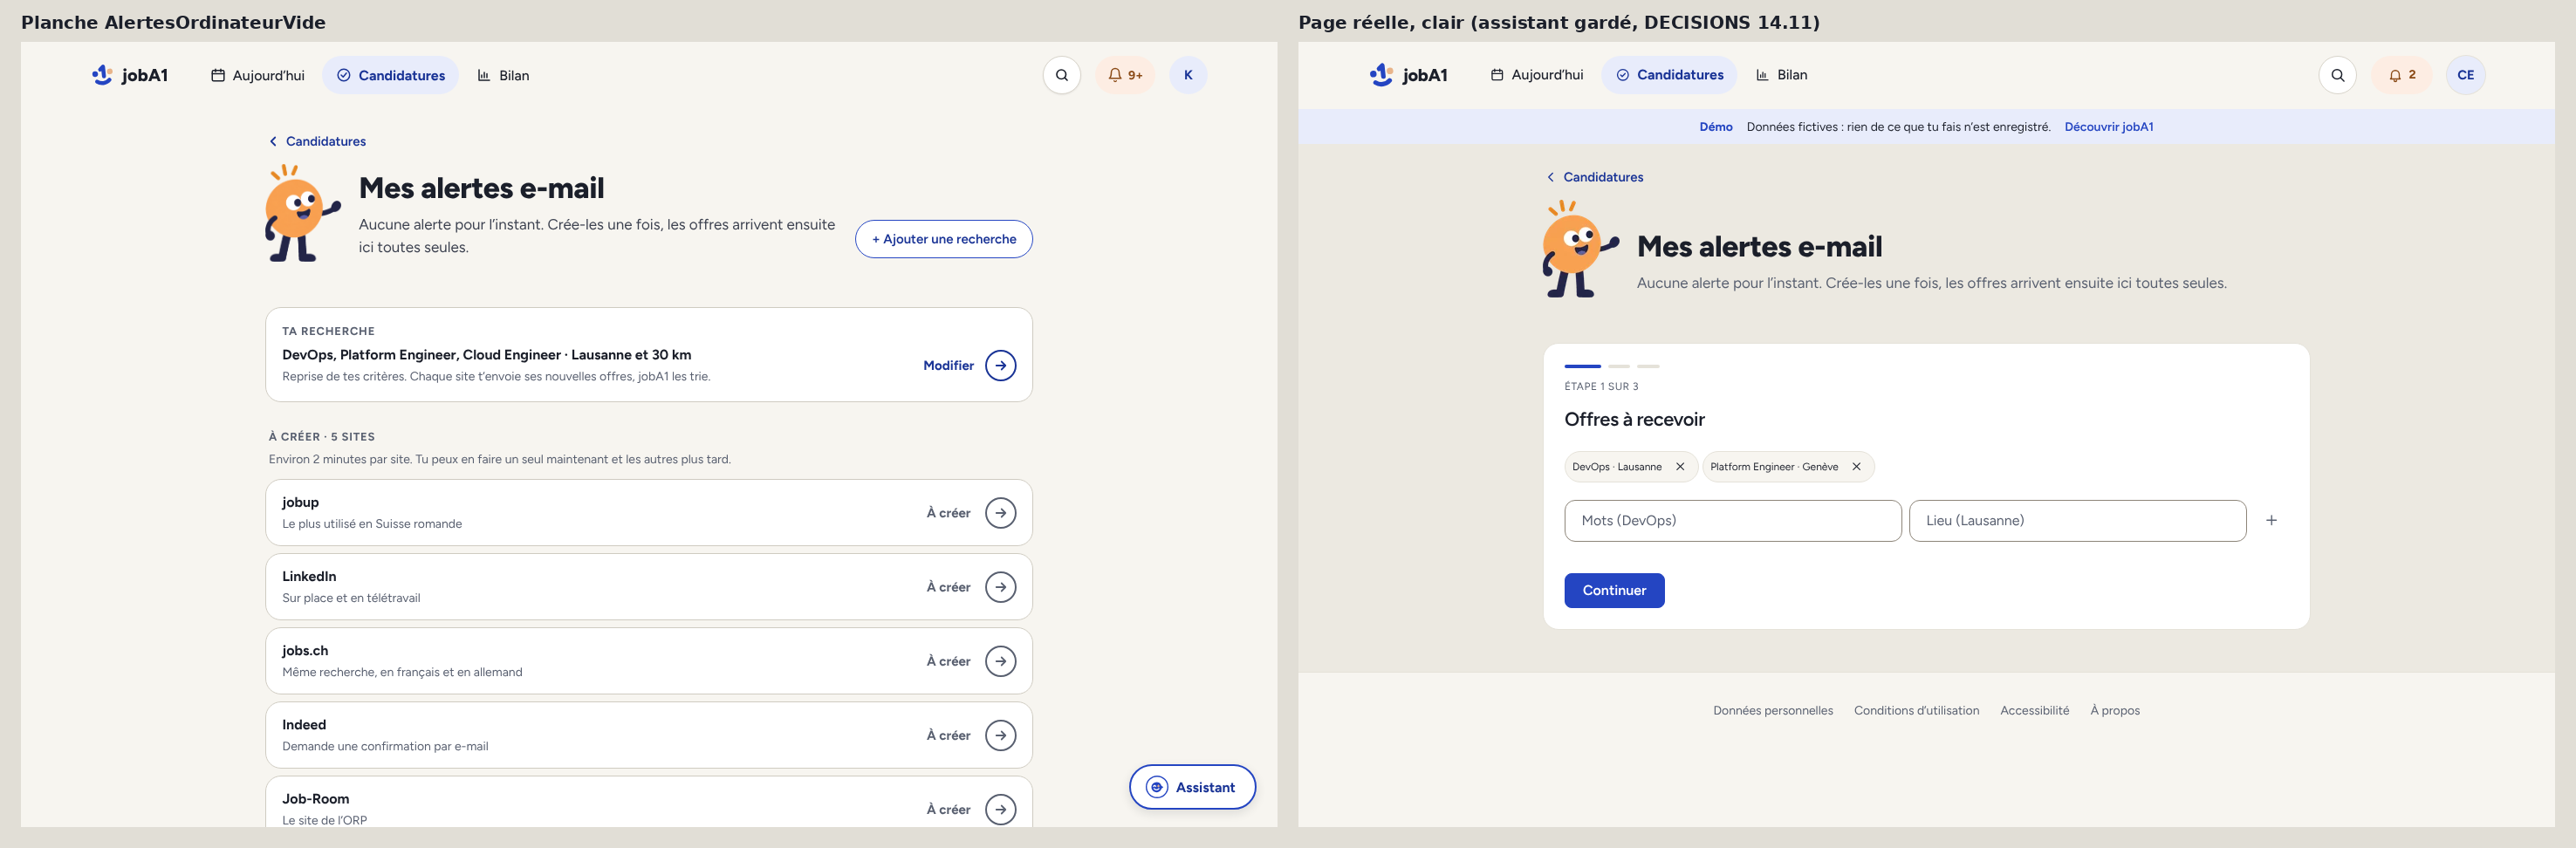 Planche AlertesOrdinateurVide
jobA1
Aujourd’hui
Candidatures
Bilan
9+
K
Candidatures
Mes alertes e-mail
Aucune alerte pour l’instant. Crée-les une fois, les offres arrivent ensuite
ici toutes seules.
+ Ajouter une recherche
TA RECHERCHE
DevOps, Platform Engineer, Cloud Engineer · Lausanne et 30 km
Reprise de tes critères. Chaque site t’envoie ses nouvelles offres, jobA1 les trie.
Modifier
À CRÉER · 5 SITES
Environ 2 minutes par site. Tu peux en faire un seul maintenant et les autres plus tard.
jobup
Le plus utilisé en Suisse romande
À créer
LinkedIn
Sur place et en télétravail
À créer
jobs.ch
Même recherche, en français et en allemand
À créer
Indeed
Demande une confirmation par e-mail
À créer
Job-Room
Le site de l’ORP
À créer
Assistant
Page réelle, clair (assistant gardé, DECISIONS 14.11)
jobA1
Aujourd’hui
Candidatures
Bilan
2
CE
Démo Données fictives : rien de ce que tu fais n’est enregistré. Découvrir jobA1
Candidatures
Mes alertes e-mail
Aucune alerte pour l’instant. Crée-les une fois, les offres arrivent ensuite ici toutes seules.
ÉTAPE 1 SUR 3
Offres à recevoir
DevOps · Lausanne
Platform Engineer · Genève
Mots (DevOps)
Lieu (Lausanne)
Continuer
Données personnelles
Conditions d’utilisation
Accessibilité
À propos